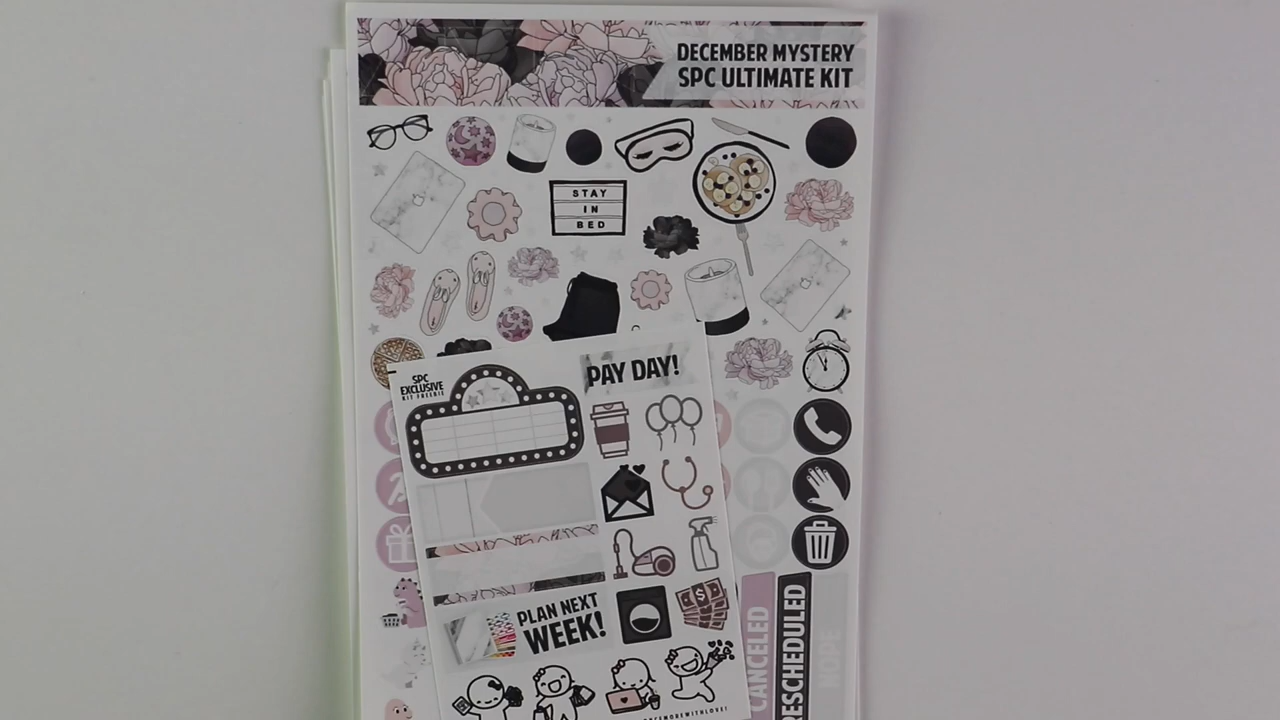 DECEMBER MYSTERY
SPC ULTIMATE KIT
STAY
IN
BED
SPC
EXCLUSIVE
KIT FREEBIE
PAY DAY!
PLAN NEXT
WEEK!
CANCELED
RESCHEDULED
NOPE